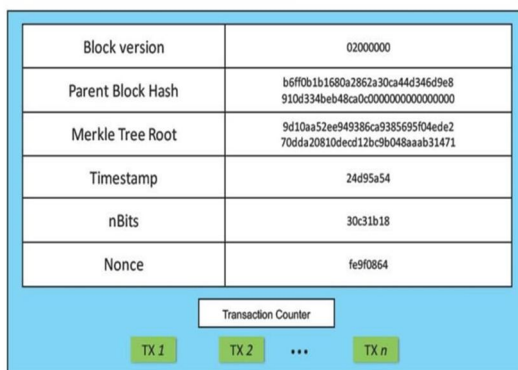 Block version 02000000
Parent Block Hash b6ff0b1b1680a2862a30ca44d346d9e8
910d334beb48ca0c0000000000000000
Merkle Tree Root 9d10aa52ee949386ca9385695f04ede2
70dda20810decd12bc9b048aaab31471
Timestamp 24d95a54
nBits 30c31b18
Nonce fe9f0864
Transaction Counter
TX 1 TX 2 ••• TX n